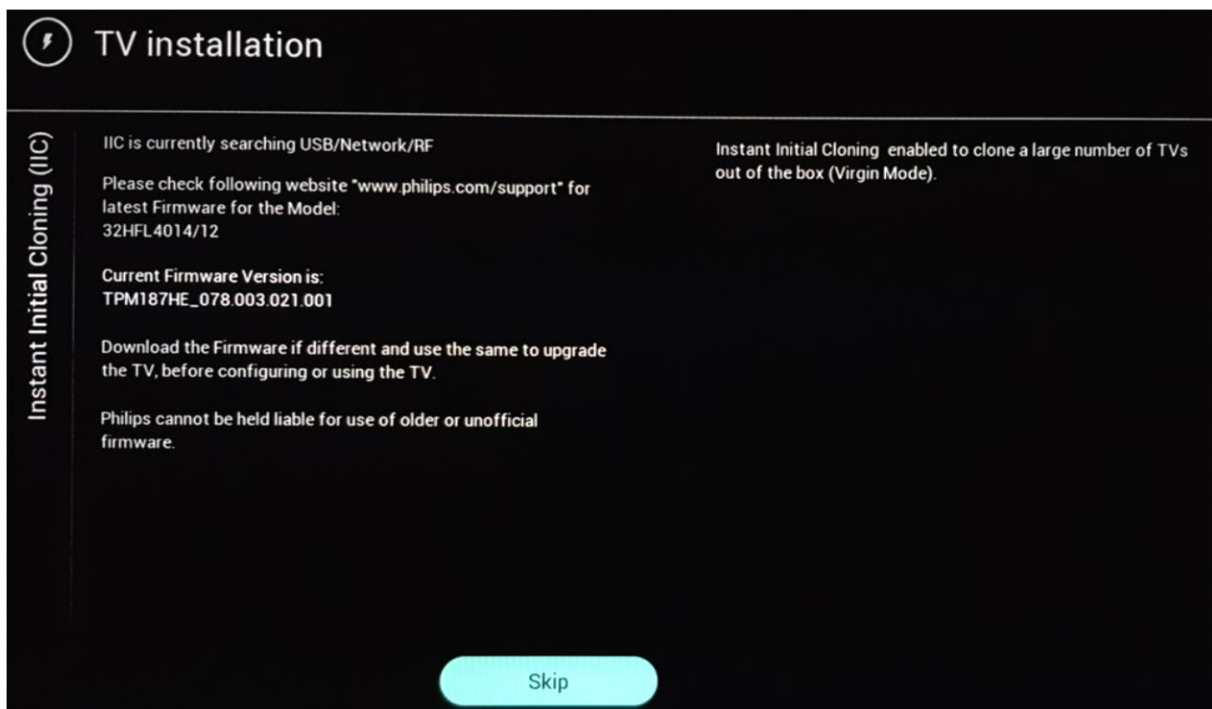 TV installation
Instant Initial Cloning (IIC)
IIC is currently searching USB/Network/RF
Please check following website "www.philips.com/support" for
latest Firmware for the Model:
32HFL4014/12
Current Firmware Version is:
TPM187HE_078.003.021.001
Download the Firmware if different and use the same to upgrade
the TV, before configuring or using the TV.
Philips cannot be held liable for use of older or unofficial
firmware.
Instant Initial Cloning enabled to clone a large number of TVs
out of the box (Virgin Mode).
Skip